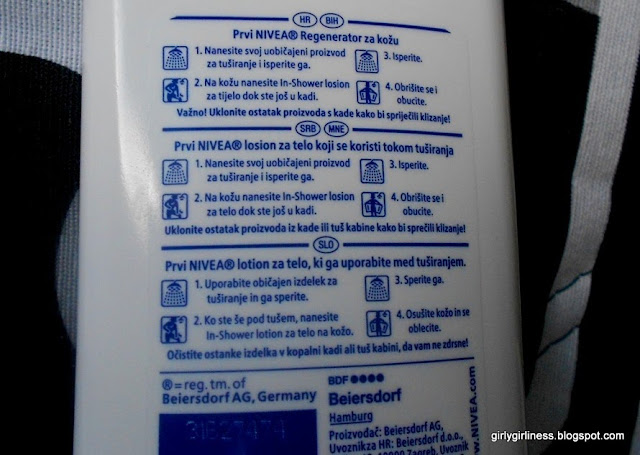 HR BIH
Prvi NIVEA® Regenerator za kožu
1. Nanesite svoj uobičajeni proizvod
za tuširanje i isperite ga.
3. Isperite.
2. Na kožu nanesite In-Shower losion
za tijelo dok ste još u kadi.
4. Obrišite se i
obucite.
Važno! Uklonite ostatak proizvoda s kade kako bi spriječili klizanje!
SRB MNE
Prvi NIVEA® losion za telo koji se koristi tokom tuširanja
1. Nanesite svoj uobičajeni proizvod
za tuširanje i isperite ga.
3. Isperite.
2. Na kožu nanesite In-Shower losion
za telo dok ste još u kadi.
4. Obrišite se i
obucite.
Uklonite ostatak proizvoda iz kade ili tuš kabine kako bi sprečili klizanje!
SLO
Prvi NIVEA® lotion za telo, ki ga uporabite med tuširanjem.
1. Uporabite običajen izdelek za
tuširanje in ga sperite.
3. Sperite ga.
2. Ko ste še pod tušem, nanesite
In-Shower lotion za telo na kožo.
4. Osušite kožo in se
oblecite.
Očistite ostanke izdelka v kopalni kadi ali tuš kabini, da vam ne zdrsne!
® = reg. tm. of
Beiersdorf AG, Germany
BDF ●●●●
Beiersdorf
Hamburg
Proizvođač: Beiersdorf AG,
Uvoznikza HR: Beiersdorf d.o.o.,
10000 Zagreb, Uvoznik
www.NIVEA.com
girlygirliness.blogspot.com